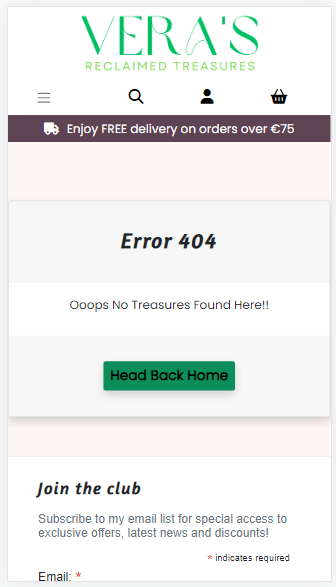 VERA'S
RECLAIMED TREASURES
Enjoy FREE delivery on orders over €75
Error 404
Ooops No Treasures Found Here!!
Head Back Home
Join the club
Subscribe to my email list for special access to
exclusive offers, latest news and discounts!
* indicates required
Email: *